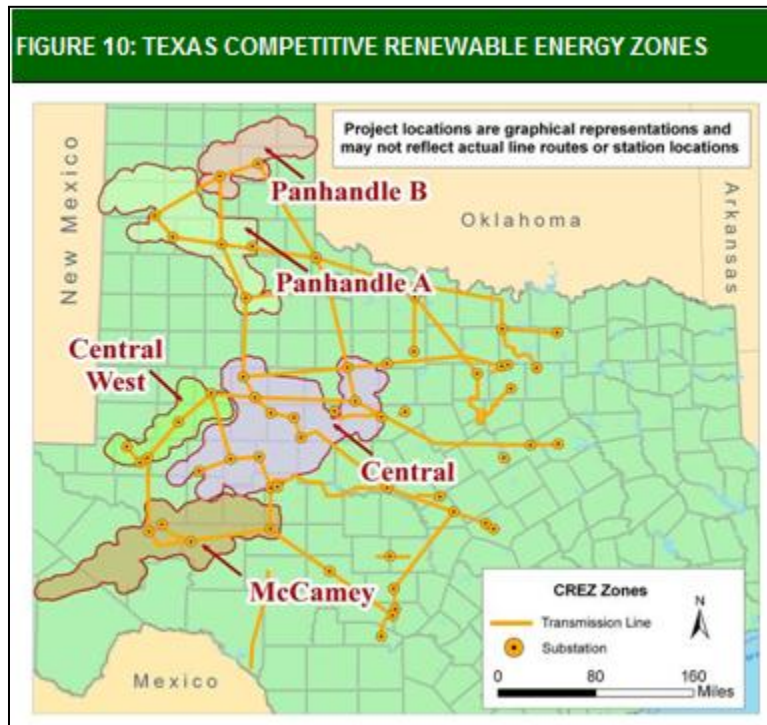 FIGURE 10: TEXAS COMPETITIVE RENEWABLE ENERGY ZONES
Project locations are graphical representations and
may not reflect actual line routes or station locations
New Mexico
Panhandle B
Oklahoma
Arkansas
Panhandle A
Central
West
Central
McCamey
CREZ Zones
Transmission Line
Substation
N
0 80 160
Miles
Mexico